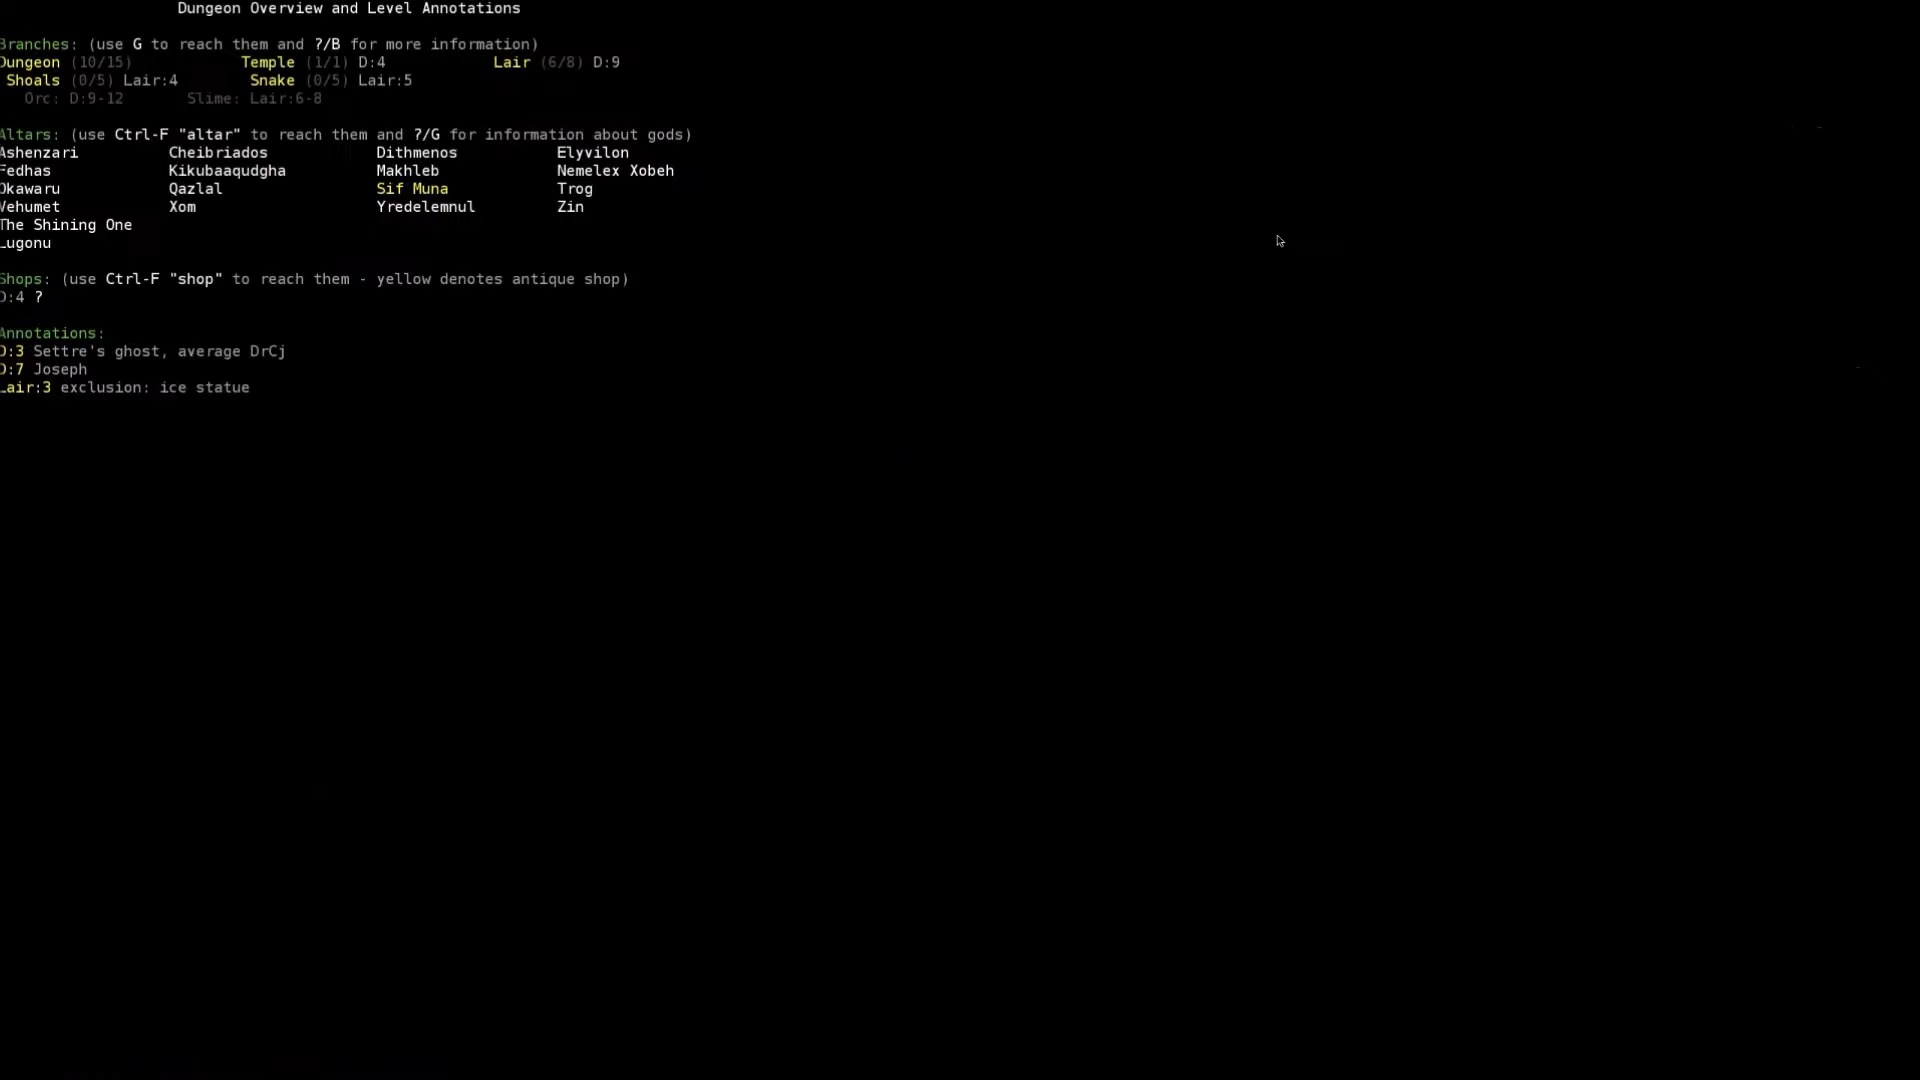 Dungeon Overview and Level Annotations
Branches: (use G to reach them and ?/B for more information)
Dungeon (10/15) Temple (1/1) D:4 Lair (6/8) D:9
Shoals (0/5) Lair:4 Snake (0/5) Lair:5
Orc: D:9-12 Slime: Lair:6-8
Altars: (use Ctrl-F "altar" to reach them and ?/G for information about gods)
Ashenzari Cheibriados Dithmenos Elyvilon
Fedhas Kikubaaqudgha Makhleb Nemelex Xobeh
Okawaru Qazlal Sif Muna Trog
Vehumet Xom Yredelemnul Zin
The Shining One
Lugonu
Shops: (use Ctrl-F "shop" to reach them - yellow denotes antique shop)
D:4 ?
Annotations:
D:3 Settre's ghost, average DrCj
D:7 Joseph
Lair:3 exclusion: ice statue